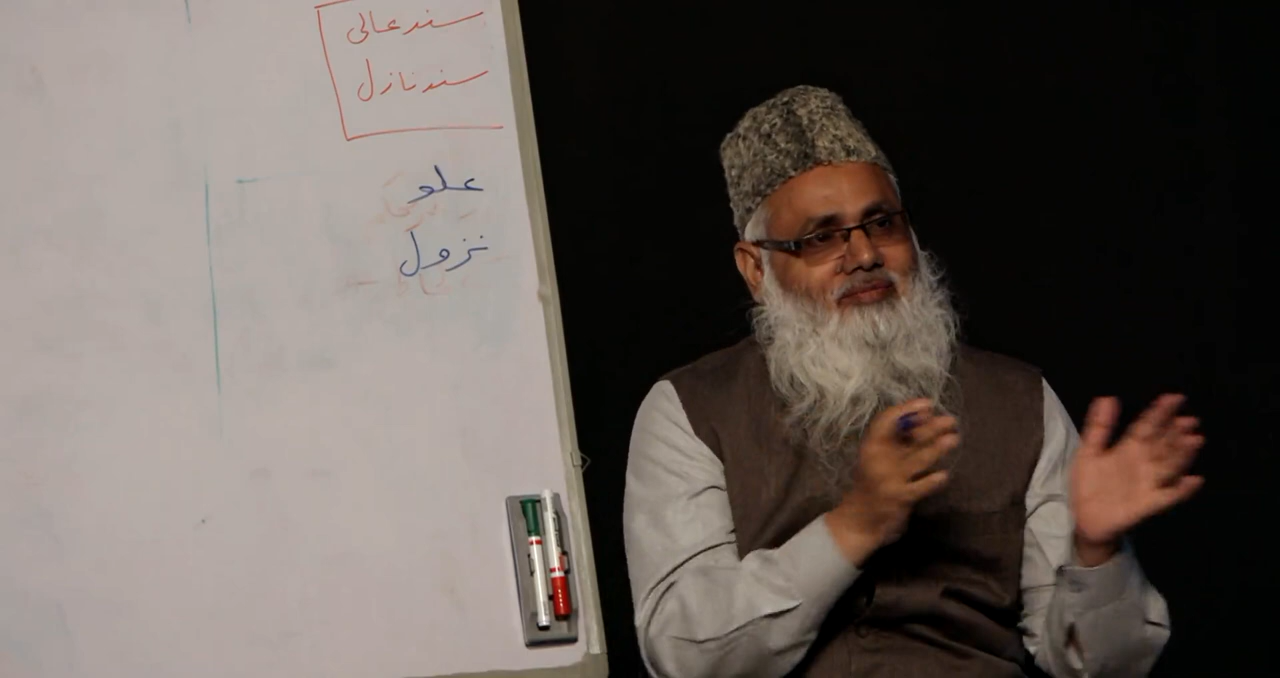 سند عالی
سند نازل
علو
نزول